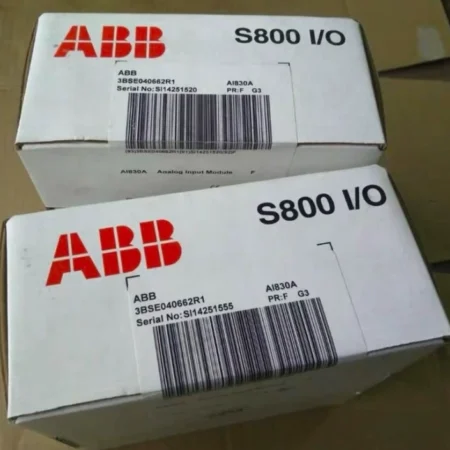 ABB
S800 I/O
ABB
3BSE040662R1 AI830A
Serial No:SI14251520 PR:F G3
AI830A Analog Input Module F
ABB
S800 I/O
ABB
3BSE040662R1 AI830A
Serial No:SI14251555 PR:F G3